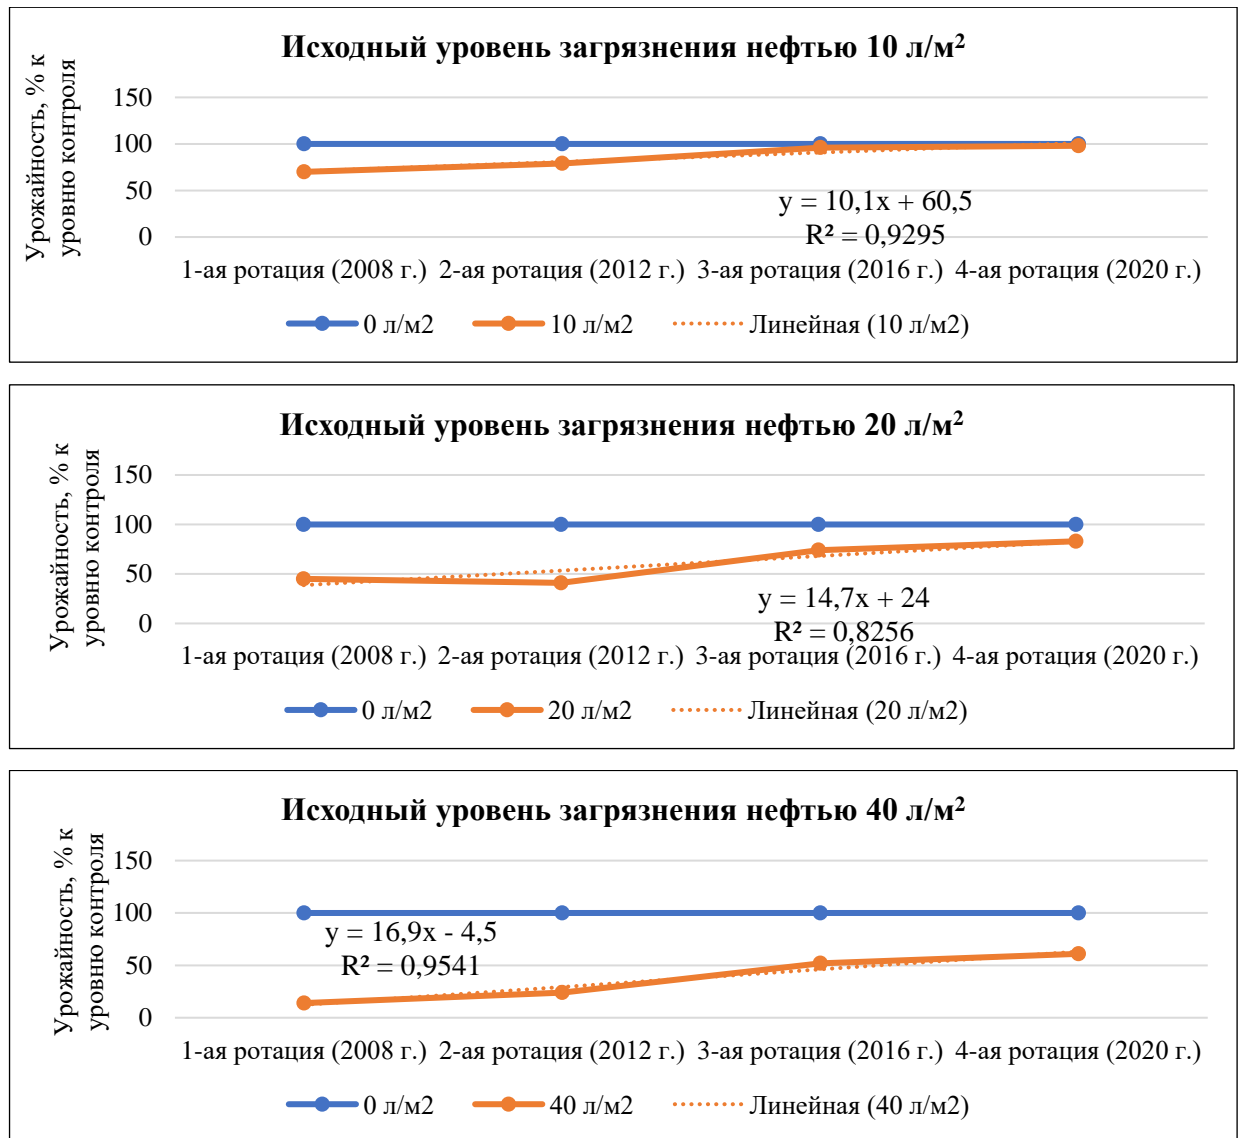 Исходный уровень загрязнения нефтью 10 л/м²
Урожайность, % к
уровню контроля
150
100
50
0
y = 10,1x + 60,5
R² = 0,9295
1-ая ротация (2008 г.) 2-ая ротация (2012 г.) 3-ая ротация (2016 г.) 4-ая ротация (2020 г.)
0 л/м2 10 л/м2 Линейная (10 л/м2)
Исходный уровень загрязнения нефтью 20 л/м²
Урожайность, % к
уровню контроля
150
100
50
0
y = 14,7x + 24
R² = 0,8256
1-ая ротация (2008 г.) 2-ая ротация (2012 г.) 3-ая ротация (2016 г.) 4-ая ротация (2020 г.)
0 л/м2 20 л/м2 Линейная (20 л/м2)
Исходный уровень загрязнения нефтью 40 л/м²
Урожайность, % к
уровню контроля
150
100
50
0
y = 16,9x - 4,5
R² = 0,9541
1-ая ротация (2008 г.) 2-ая ротация (2012 г.) 3-ая ротация (2016 г.) 4-ая ротация (2020 г.)
0 л/м2 40 л/м2 Линейная (40 л/м2)